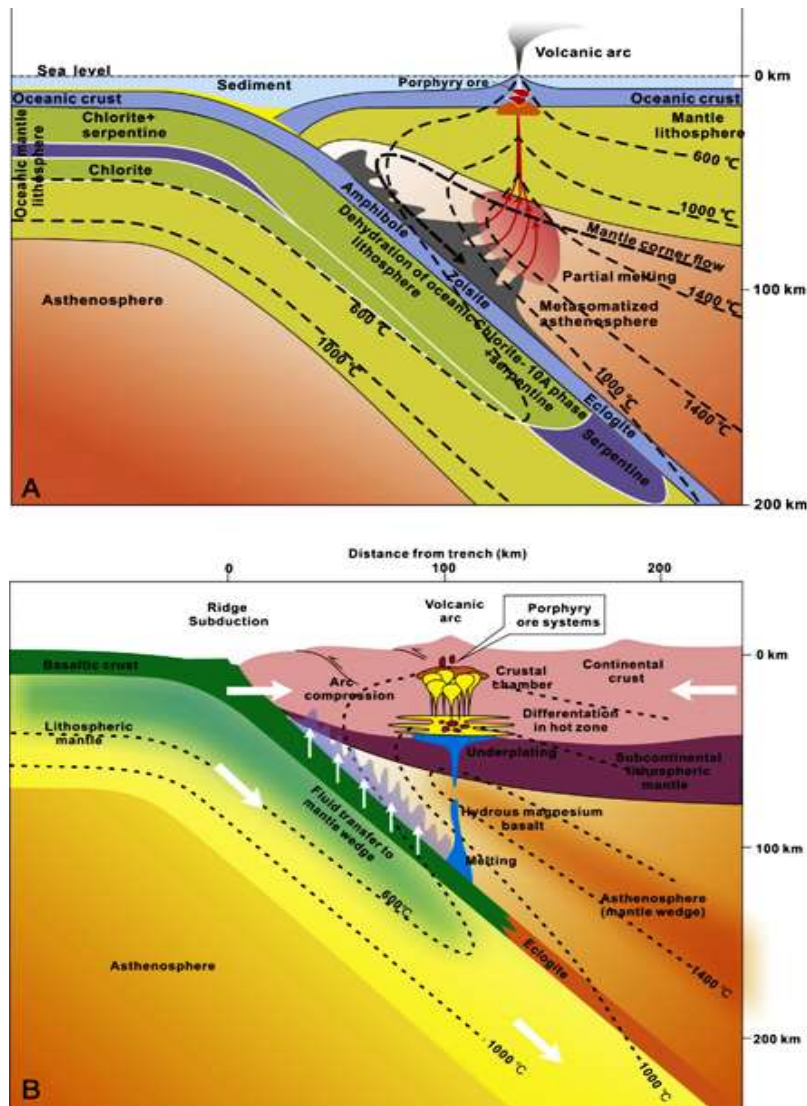 Volcanic arc
Sea level
0 km
Sediment
Porphyry ore
Oceanic crust
Oceanic crust
Chlorite+
serpentine
Mantle
lithosphere
Oceanic mantle
lithosphere
600 ℃
Chlorite
1000 ℃
Amphibole
Mantle corner flow
Dehydration of oceanic
lithosphere
Zoisite
Partial melting
1400 ℃
100 km
Asthenosphere
Metasomatized
asthenosphere
600 ℃
Chlorite-10A phase
+serpentine
1000 ℃
1000 ℃
1400 ℃
Eclogite
Serpentine
A
200 km
Distance from trench (km)
0
100
200
Ridge
Subduction
Volcanic
arc
Porphyry
ore systems
0 km
Basaltic crust
Crustal
chamber
Continental
crust
Arc
compression
Differentation
in hot zone
Lithospheric
mantle
Underplating
Subcontinental
lithospheric
mantle
Fluid transfer to
mantle wedge
Hydrous magnesium
basalt
100 km
Melting
600℃
Asthenosphere
(mantle wedge)
Asthenosphere
Eclogite
1400 ℃
1000 ℃
200 km
1000 ℃
B